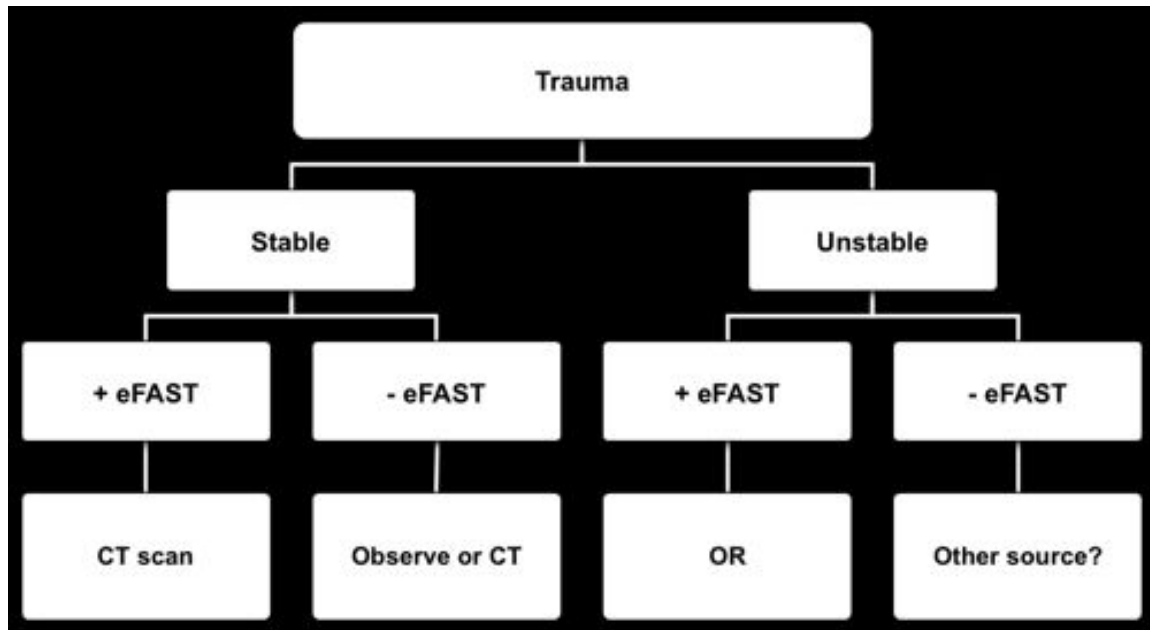 Trauma
Stable
Unstable
+ eFAST
- eFAST
+ eFAST
- eFAST
CT scan
Observe or CT
OR
Other source?